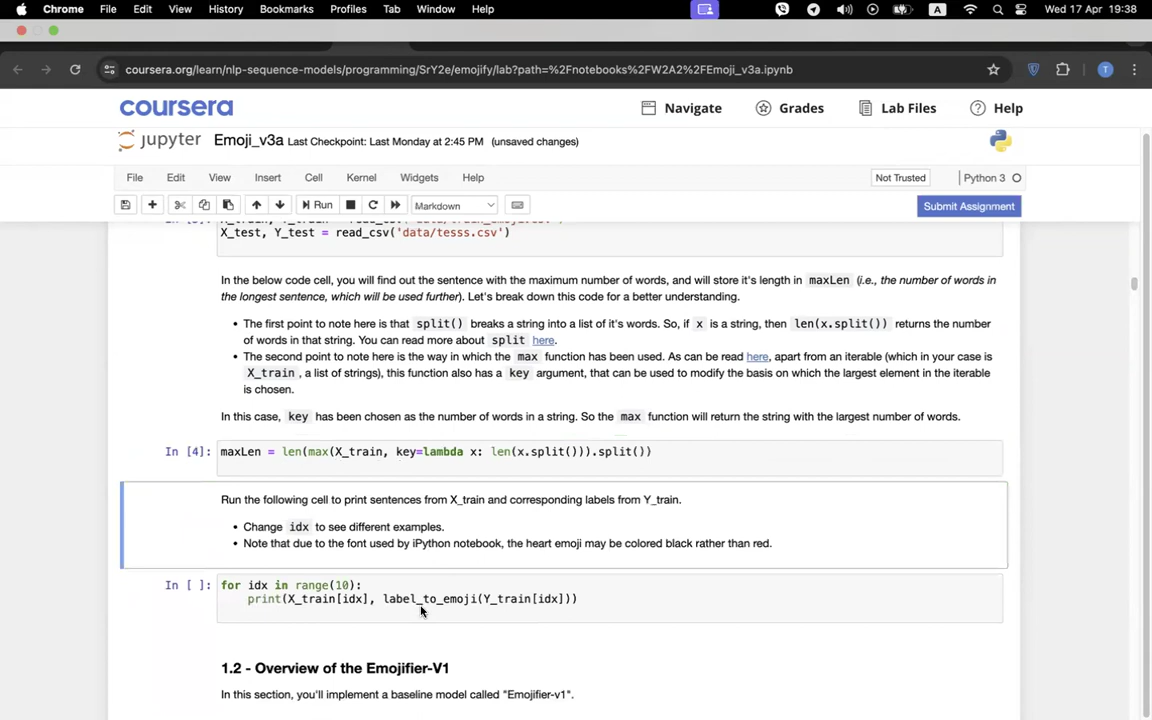 Chrome File Edit View History Bookmarks Profiles Tab Window Help A Wed 17 Apr 19:38
coursera.org/learn/nlp-sequence-models/programming/SrY2e/emojify/lab?path=%2Fnotebooks%2FW2A2%2FEmoji_v3a.ipynb T
coursera Navigate Grades Lab Files Help
jupyter Emoji_v3a Last Checkpoint: Last Monday at 2:45 PM (unsaved changes)
File Edit View Insert Cell Kernel Widgets Help Not Trusted Python 3
Run Markdown Submit Assignment
X_test, Y_test = read_csv('data/tesss.csv')
In the below code cell, you will find out the sentence with the maximum number of words, and will store it's length in maxLen (i.e., the number of words in
the longest sentence, which will be used further). Let's break down this code for a better understanding.
• The first point to note here is that split() breaks a string into a list of it's words. So, if x is a string, then len(x.split()) returns the number
of words in that string. You can read more about split here.
• The second point to note here is the way in which the max function has been used. As can be read here, apart from an iterable (which in your case is
X_train, a list of strings), this function also has a key argument, that can be used to modify the basis on which the largest element in the iterable
is chosen.
In this case, key has been chosen as the number of words in a string. So the max function will return the string with the largest number of words.
In [4]: maxLen = len(max(X_train, key=lambda x: len(x.split())).split())
Run the following cell to print sentences from X_train and corresponding labels from Y_train.
• Change idx to see different examples.
• Note that due to the font used by iPython notebook, the heart emoji may be colored black rather than red.
In [ ]: for idx in range(10):
print(X_train[idx], label_to_emoji(Y_train[idx]))
1.2 - Overview of the Emojifier-V1
In this section, you'll implement a baseline model called "Emojifier-v1".